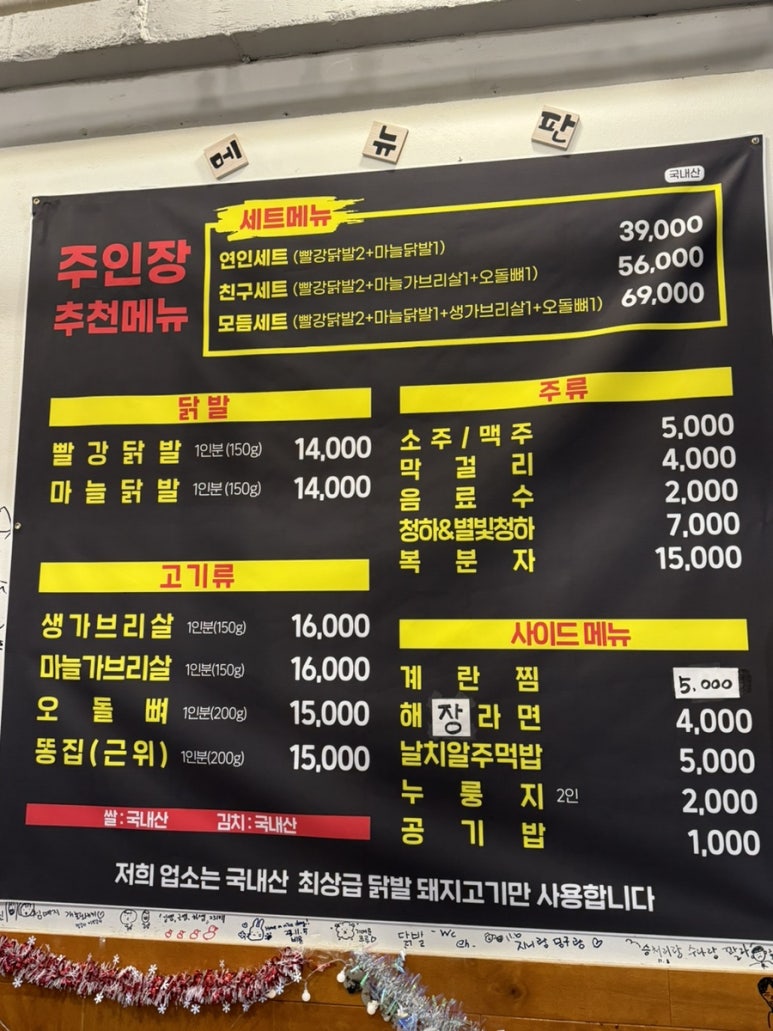 메 뉴 판
국내산
주인장
추천메뉴
세트메뉴
연인세트 (빨강닭발2+마늘닭발1) 39,000
친구세트 (빨강닭발2+마늘가브리살1+오돌뼈1) 56,000
모듬세트 (빨강닭발2+마늘닭발1+생가브리살1+오돌뼈1) 69,000
닭발
빨강닭발 1인분(150g) 14,000
마늘닭발 1인분(150g) 14,000
고기류
생가브리살 1인분(150g) 16,000
마늘가브리살 1인분(150g) 16,000
오돌뼈 1인분(200g) 15,000
똥집(근위) 1인분(200g) 15,000
쌀:국내산 김치:국내산
주류
소주/맥주 5,000
막걸리 4,000
음료수 2,000
청하&별빛청하 7,000
복분자 15,000
사이드메뉴
계란찜 5.000
해장라면 4,000
날치알주먹밥 5,000
누룽지 2인 2,000
공기밥 1,000
저희 업소는 국내산 최상급 닭발 돼지고기만 사용합니다